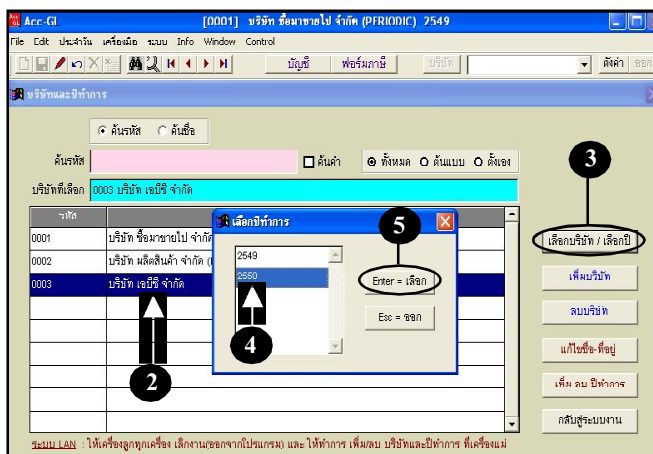 Acc-GL [0001] บริษัท ซื้อมาขายไป จำกัด (PERIODIC) 2549
File Edit ประจำวัน เครื่องมือ ระบบ Info Window Control
บัญชี ฟอร์มภาษี บริษัท ตั้งค่า ออก
บริษัทและปีทำการ
ค้นรหัส ค้นชื่อ
ค้นรหัส ค้นคำ ทั้งหมด ต้นแบบ ตั้งเอง
บริษัทที่เลือก 0003 บริษัท เอบีซี จำกัด
3
รหัส
0001 บริษัท ซื้อมาขายไป จำกัด
0002 บริษัท ผลิตสินค้า จำกัด
0003 บริษัท เอบีซี จำกัด
2
เลือกปีทำการ
2549
2550
4
5
Enter = เลือก
Esc = ออก
เลือกบริษัท / เลือกปี
เพิ่มบริษัท
ลบบริษัท
แก้ไขชื่อ-ที่อยู่
เพิ่ม ลบ ปีทำการ
กลับสู่ระบบงาน
ระบบ LAN : ให้เครื่องลูกทุกเครื่อง เลิกงาน(ออกจากโปรแกรม) และ ให้ทำการ เพิ่ม/ลบ บริษัทและปีทำการ ที่เครื่องแม่